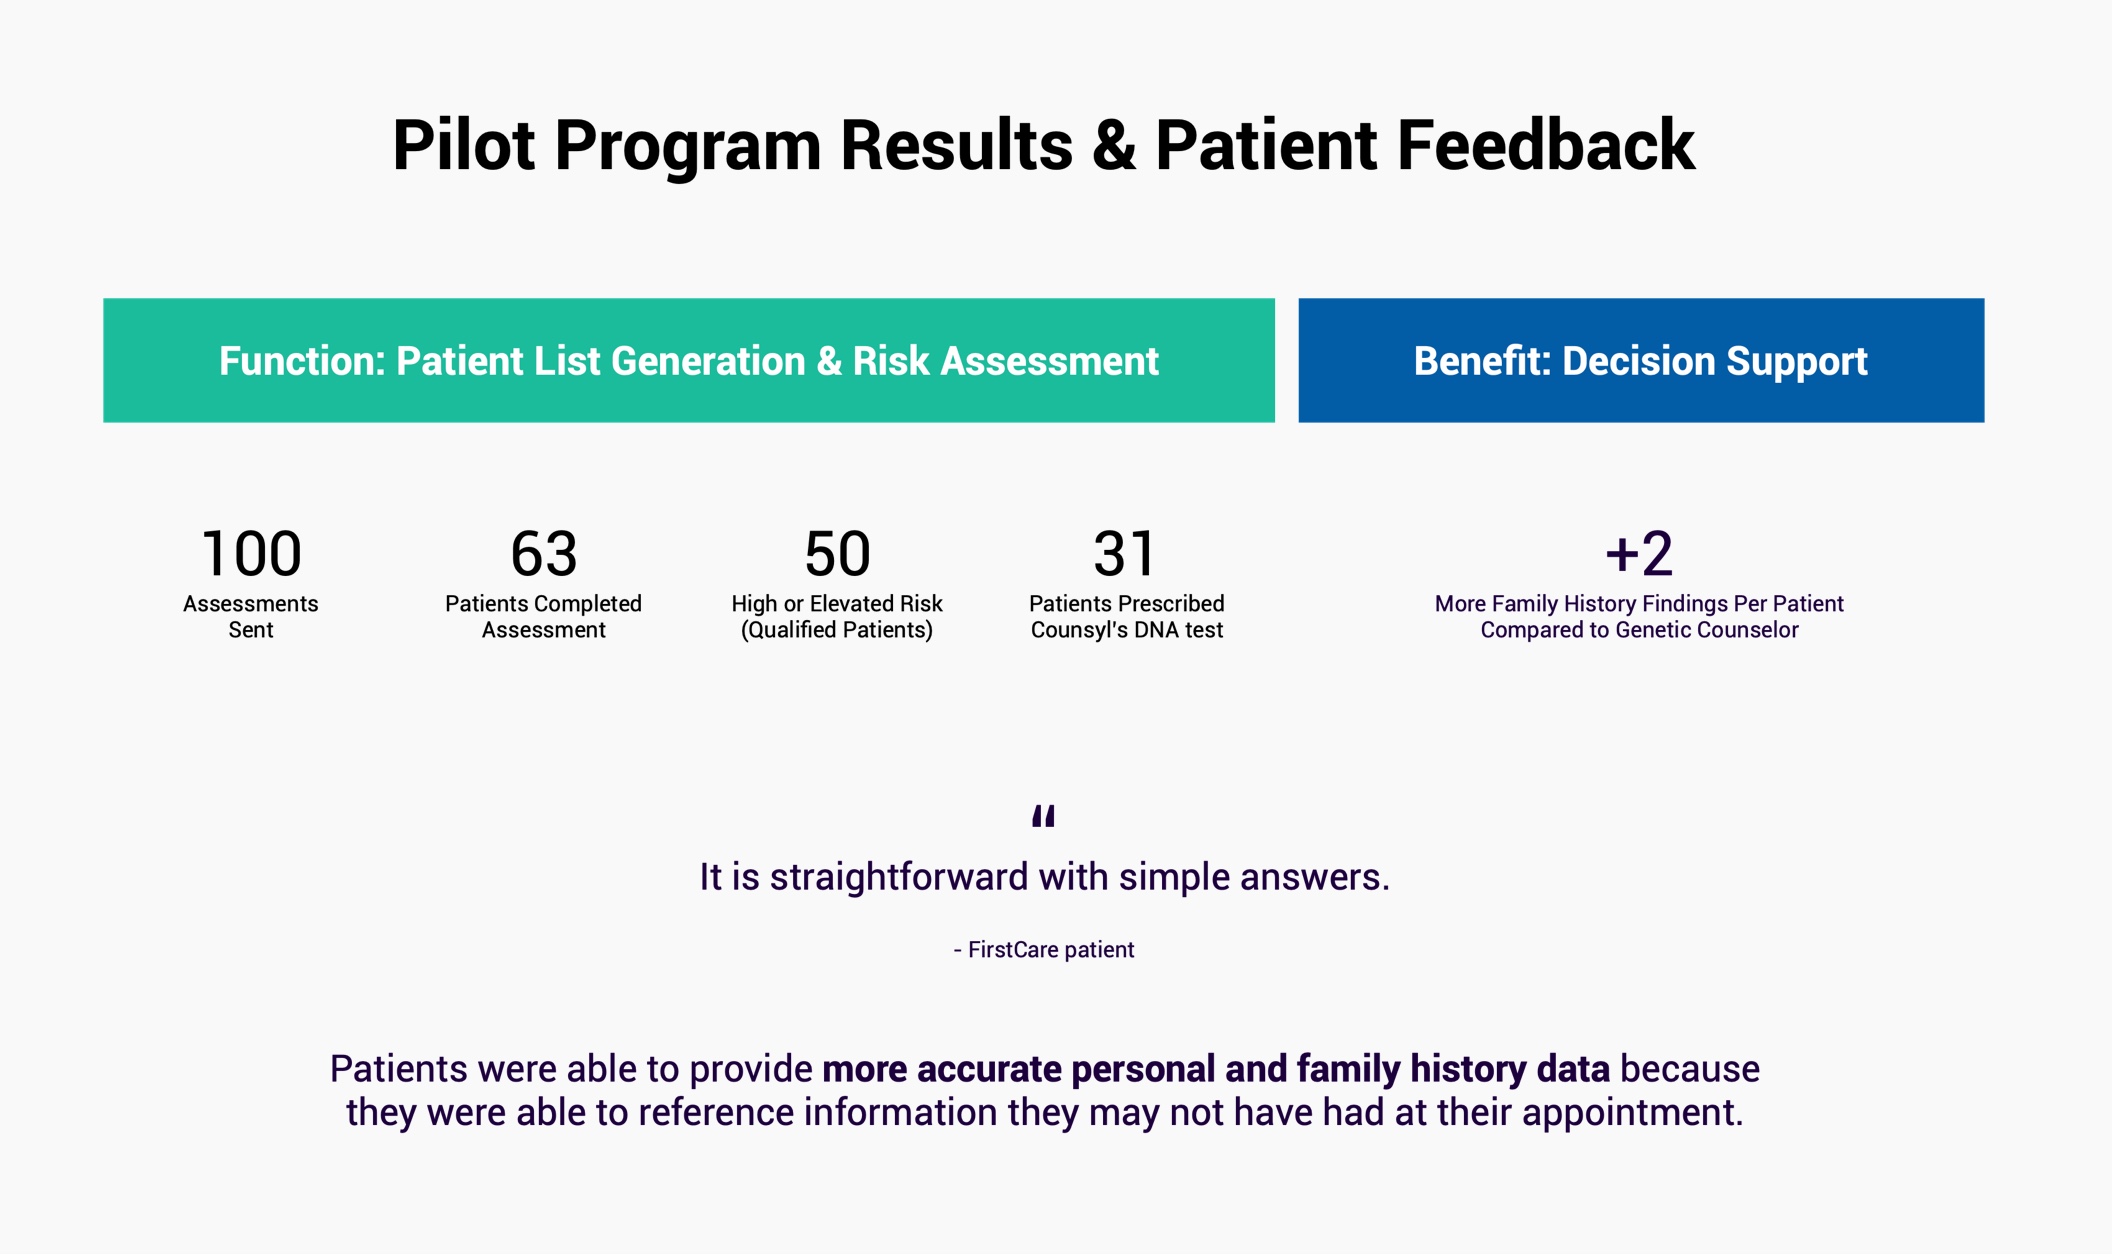 Pilot Program Results & Patient Feedback
Function: Patient List Generation & Risk Assessment
Benefit: Decision Support
100
Assessments
Sent
63
Patients Completed
Assessment
50
High or Elevated Risk
(Qualified Patients)
31
Patients Prescribed
Counsyl's DNA test
+2
More Family History Findings Per Patient
Compared to Genetic Counselor
“
It is straightforward with simple answers.
- FirstCare patient
Patients were able to provide more accurate personal and family history data because
they were able to reference information they may not have had at their appointment.